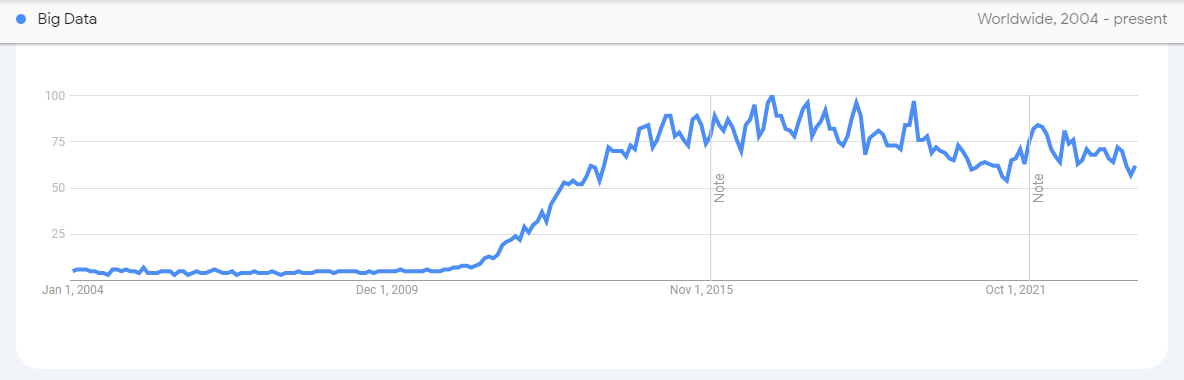 Big Data
Worldwide, 2004 - present
100
75
50
25
Note
Note
Jan 1, 2004
Dec 1, 2009
Nov 1, 2015
Oct 1, 2021